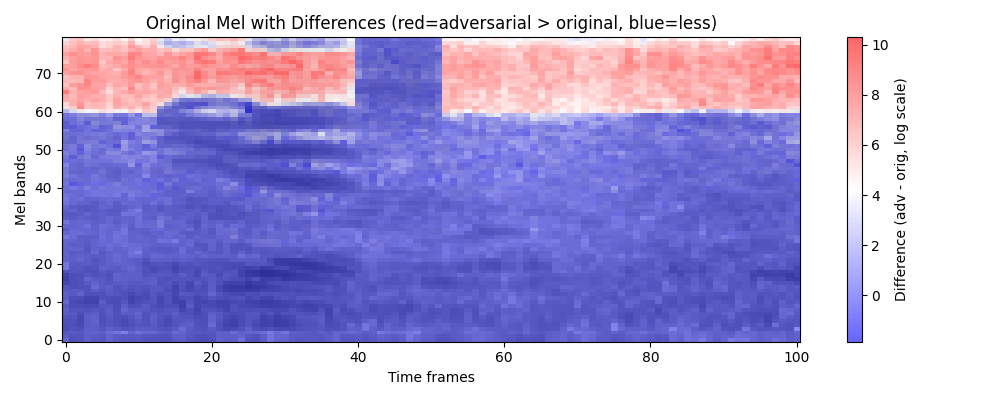 Original Mel with Differences (red=adversarial > original, blue=less)
Mel bands
70
60
50
40
30
20
10
0
0 20 40 60 80 100
Time frames
10
8
6
4
2
0
Difference (adv - orig, log scale)